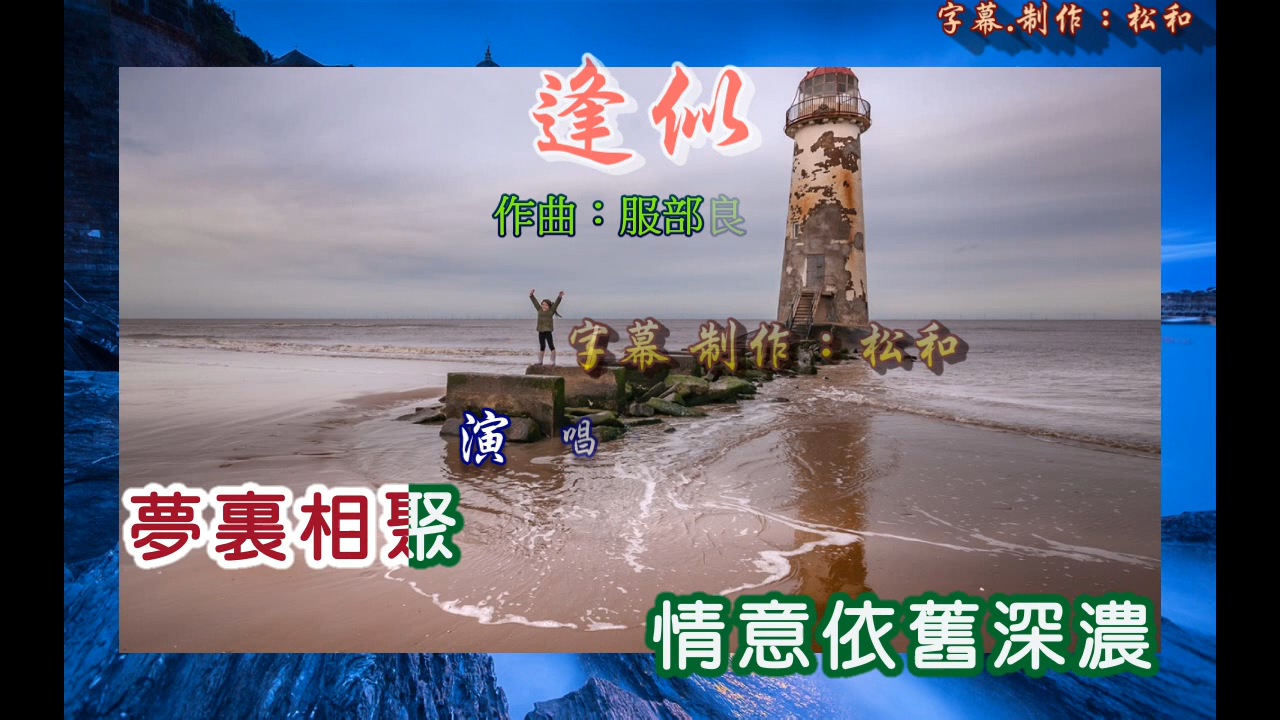 字幕.制作：松和
逢似
作曲：服部良
字幕 制作：松和
演 唱
夢裏相聚
情意依舊深濃